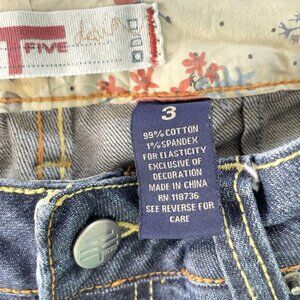 FIVE
3
99% COTTON
1% SPANDEX
FOR ELASTICITY
EXCLUSIVE OF
DECORATION
MADE IN CHINA
RN 118736
SEE REVERSE FOR
CARE